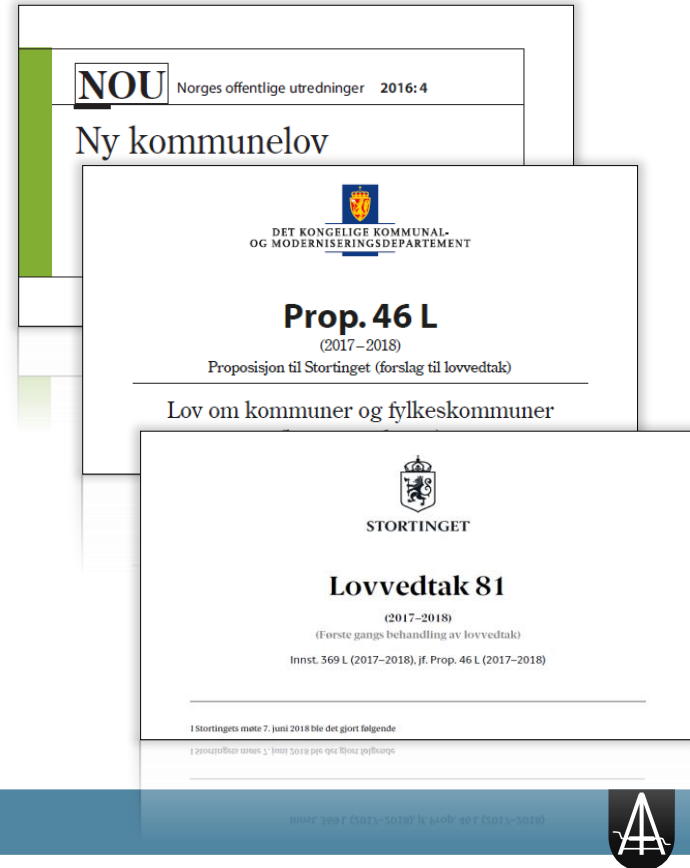 NOU Norges offentlige utredninger 2016: 4
Ny kommunelov
DET KONGELIGE KOMMUNAL-
OG MODERNISERINGSDEPARTEMENT
Prop. 46 L
(2017–2018)
Proposisjon til Stortinget (forslag til lovvedtak)
Lov om kommuner og fylkeskommuner
STORTINGET
Lovvedtak 81
(2017–2018)
(Første gangs behandling av lovvedtak)
Innst. 369 L (2017–2018), jf. Prop. 46 L (2017–2018)
I Stortingets møte 7. juni 2018 ble det gjort følgende